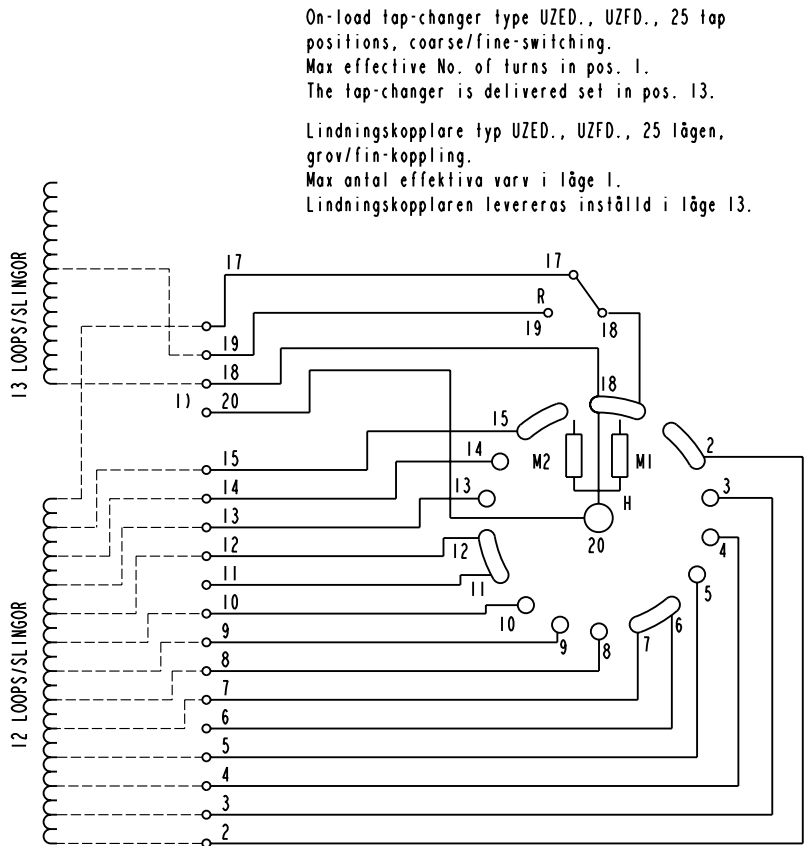 On-load tap-changer type UZED., UZFD., 25 tap
positions, coarse/fine-switching.
Max effective No. of turns in pos. 1.
The tap-changer is delivered set in pos. 13.
Lindningskopplare typ UZED., UZFD., 25 lägen,
grov/fin-koppling.
Max antal effektiva varv i läge 1.
Lindningskopplaren levereras inställd i läge 13.
13 LOOPS/SLINGOR
17
17
R
19
18
19
18
18
1)
20
15
2
14
M2
M1
15
3
13
H
14
20
4
13
12
12
5
11
11
10
10
6
9
7
9
8
8
12 LOOPS/SLINGOR
7
6
5
4
3
2